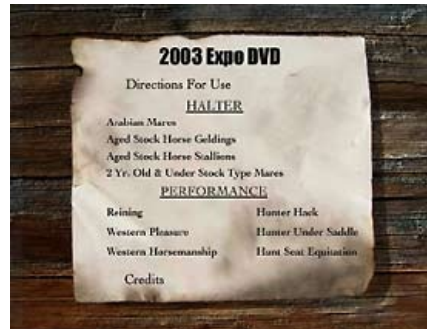 2003 Expo DVD
Directions For Use
HALTER
Arabian Mares
Aged Stock Horse Geldings
Aged Stock Horse Stallions
2 Yr. Old & Under Stock Type Mares
PERFORMANCE
Reining Hunter Hack
Western Pleasure Hunter Under Saddle
Western Horsemanship Hunt Seat Equitation
Credits